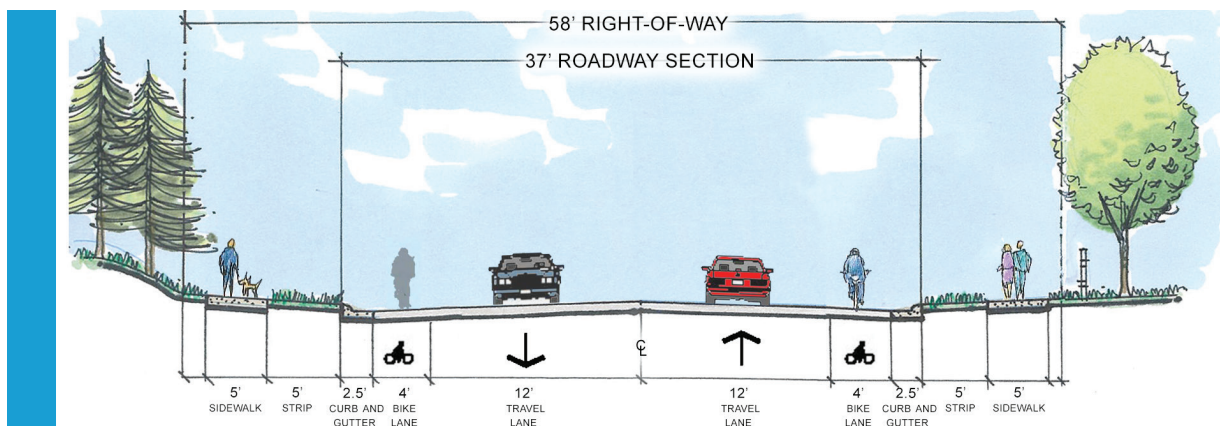 58’ RIGHT-OF-WAY
37’ ROADWAY SECTION
℄
5’ 5’ 2.5’ 4’ 12’ 12’ 4’ 2.5’ 5’ 5’
SIDEWALK STRIP CURB AND BIKE TRAVEL TRAVEL BIKE CURB AND STRIP SIDEWALK
GUTTER LANE LANE LANE LANE GUTTER